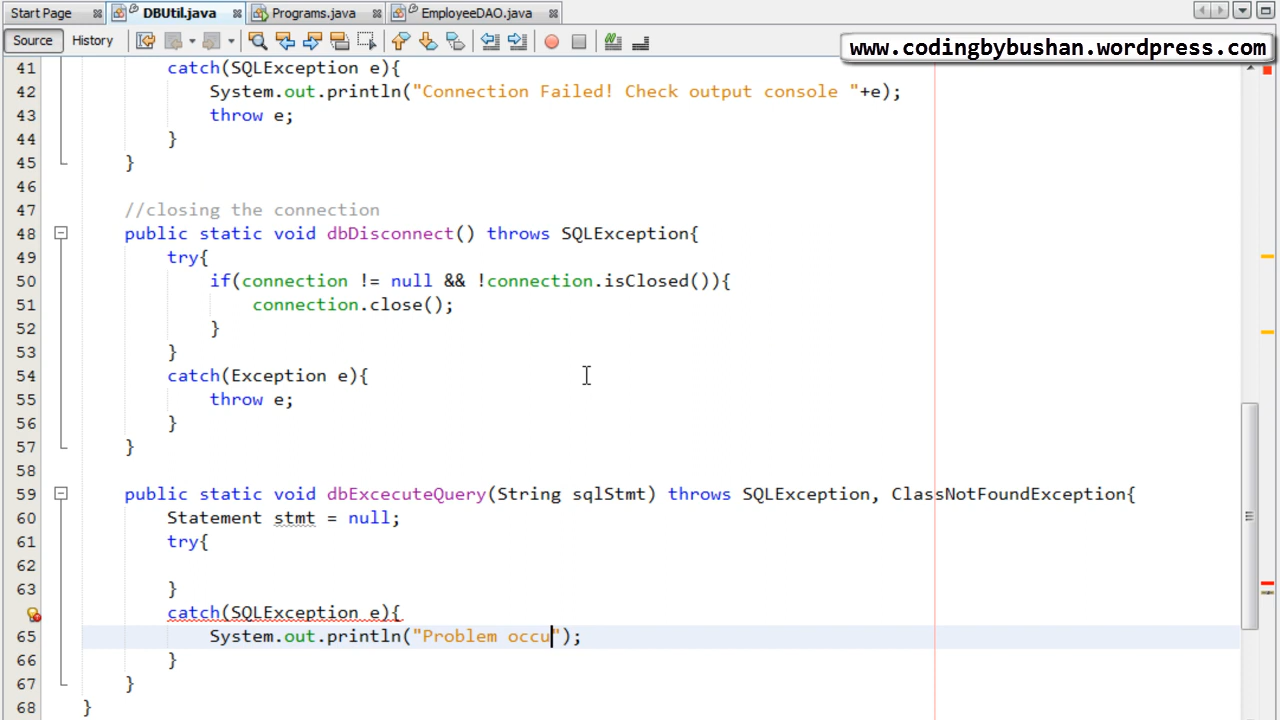 Start Page DBUtil.java Programs.java EmployeeDAO.java
Source History
www.codingbybushan.wordpress.com
41 catch(SQLException e){
42 System.out.println("Connection Failed! Check output console "+e);
43 throw e;
44 }
45 }
46
47 //closing the connection
48 public static void dbDisconnect() throws SQLException{
49 try{
50 if(connection != null && !connection.isClosed()){
51 connection.close();
52 }
53 }
54 catch(Exception e){
55 throw e;
56 }
57 }
58
59 public static void dbExcecuteQuery(String sqlStmt) throws SQLException, ClassNotFoundException{
60 Statement stmt = null;
61 try{
62
63 }
catch(SQLException e){
65 System.out.println("Problem occu");
66 }
67 }
68 }